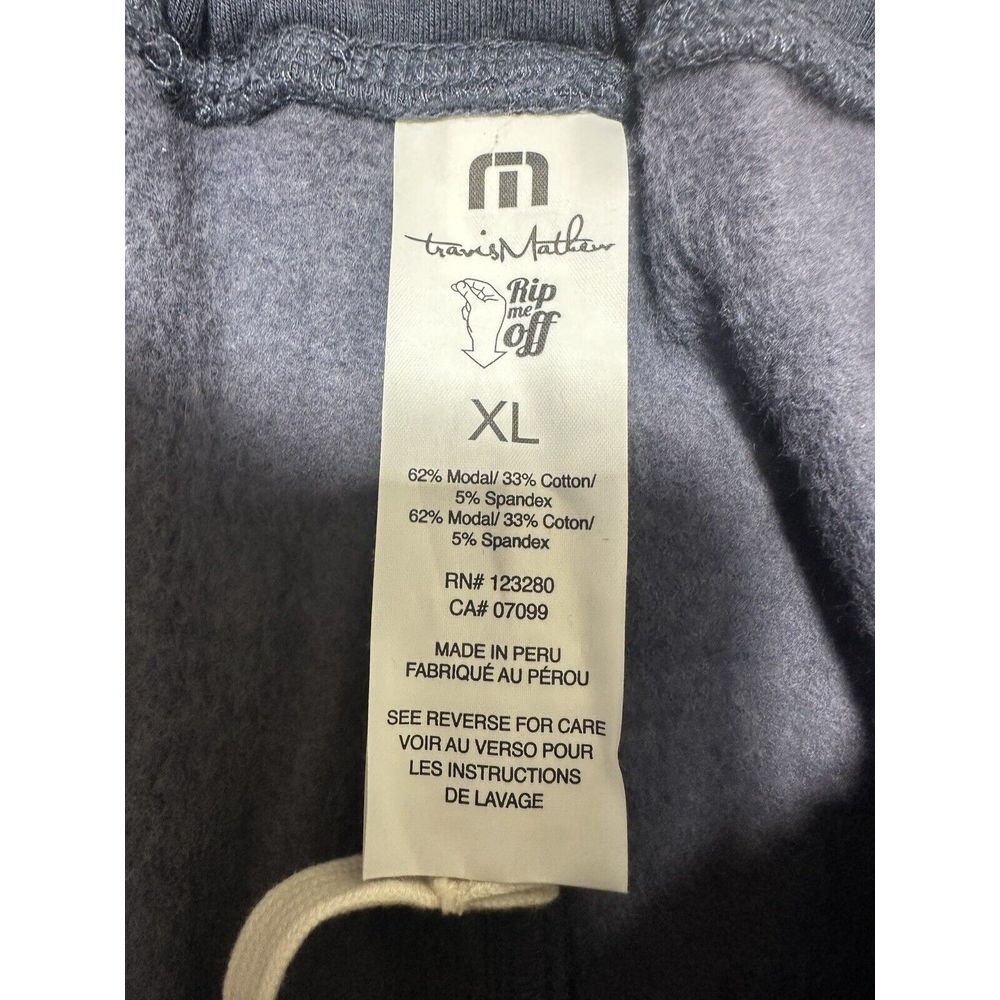 travisMathew
Rip
me
off
XL
62% Modal/ 33% Cotton/
5% Spandex
62% Modal/ 33% Coton/
5% Spandex
RN# 123280
CA# 07099
MADE IN PERU
FABRIQUÉ AU PÉROU
SEE REVERSE FOR CARE
VOIR AU VERSO POUR
LES INSTRUCTIONS
DE LAVAGE